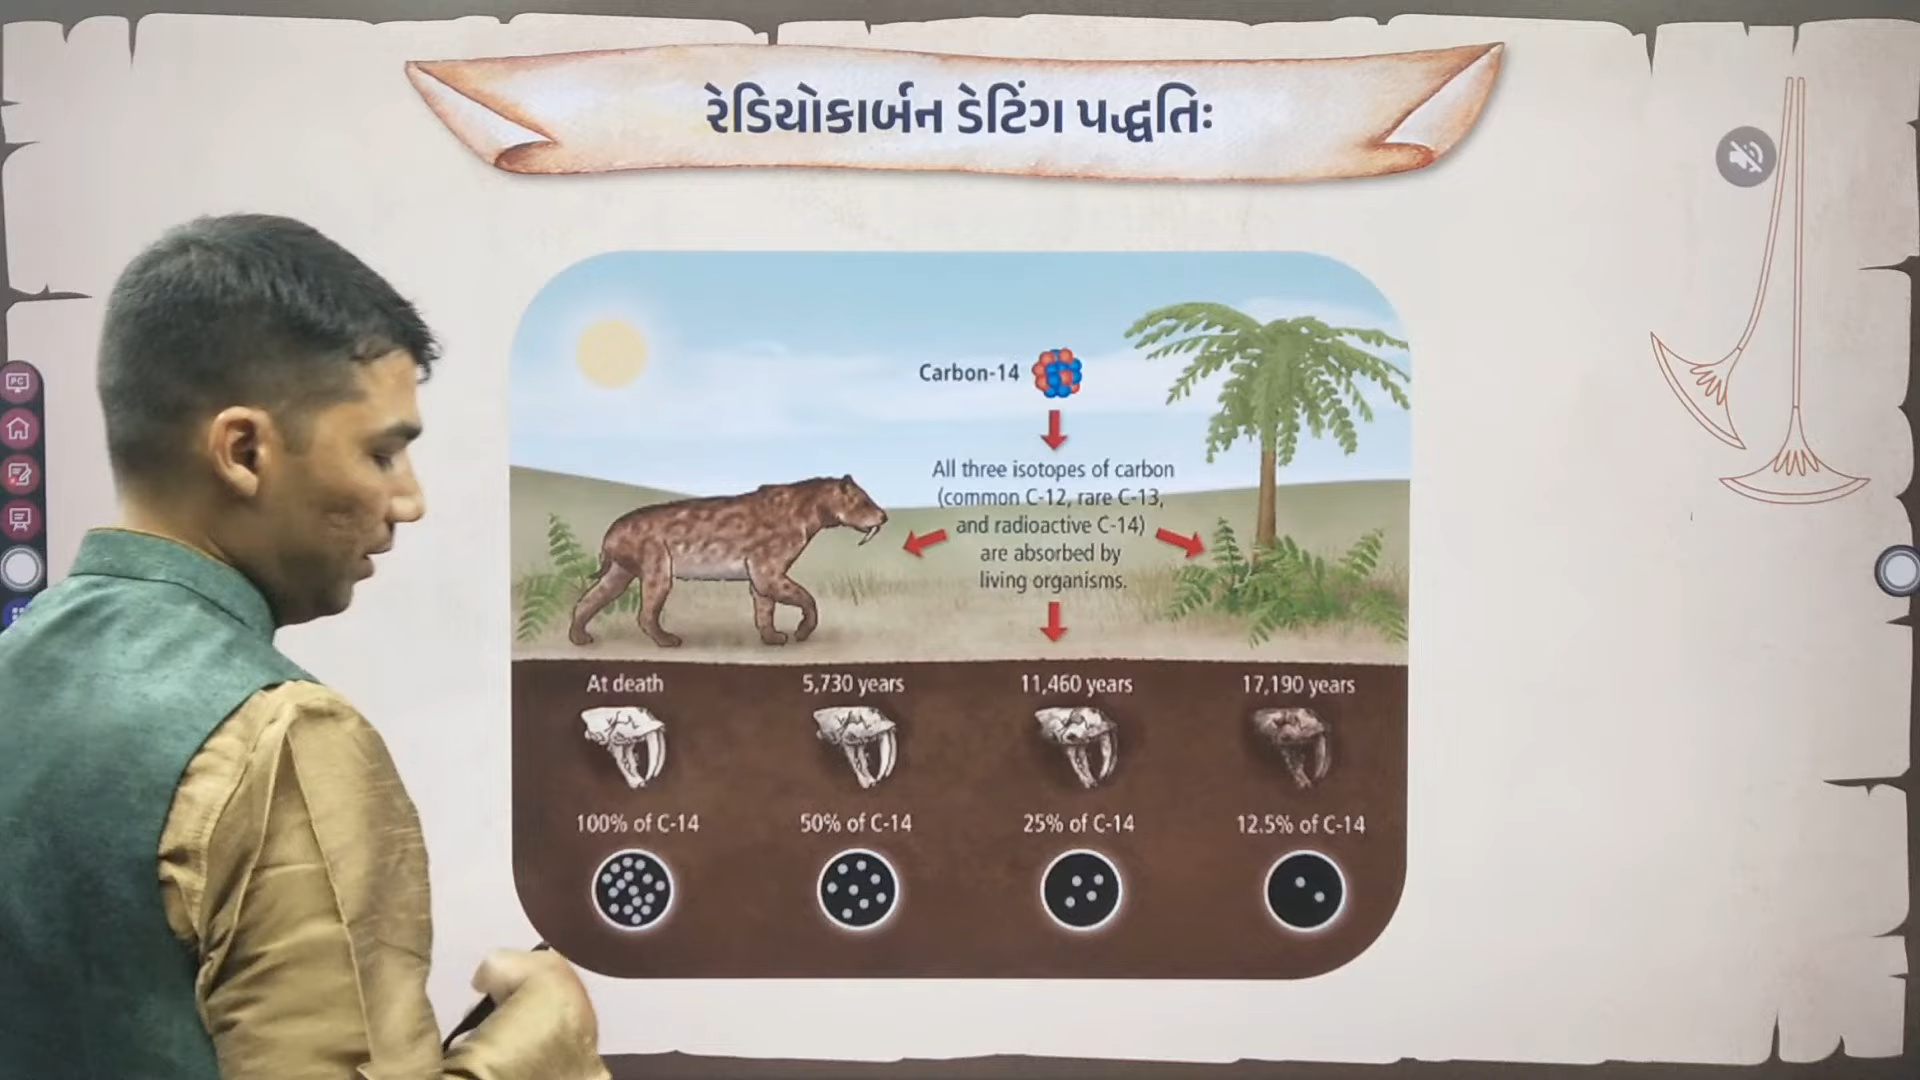 રેડિયોકાર્બન ડેટિંગ પદ્ધતિઃ
Carbon-14
All three isotopes of carbon
(common C-12, rare C-13,
and radioactive C-14)
are absorbed by
living organisms.
At death 5,730 years 11,460 years 17,190 years
100% of C-14 50% of C-14 25% of C-14 12.5% of C-14
PC